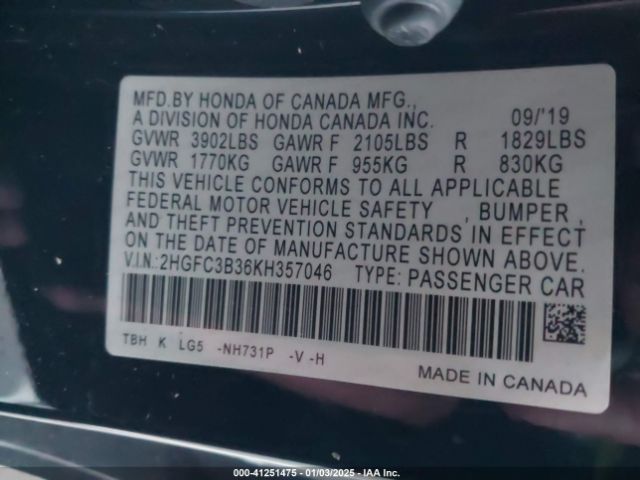 MFD.BY HONDA OF CANADA MFG.,
A DIVISION OF HONDA CANADA INC. 09/'19
GVWR 3902LBS GAWR F 2105LBS R 1829LBS
GVWR 1770KG GAWR F 955KG R 830KG
THIS VEHICLE CONFORMS TO ALL APPLICABLE
FEDERAL MOTOR VEHICLE SAFETY , BUMPER ,
AND THEFT PREVENTION STANDARDS IN EFFECT
ON THE DATE OF MANUFACTURE SHOWN ABOVE.
V.I.N.:2HGFC3B36KH357046 TYPE: PASSENGER CAR
TBH K LG5 -NH731P -V -H
MADE IN CANADA
000-41251475 - 01/03/2025 - IAA Inc.